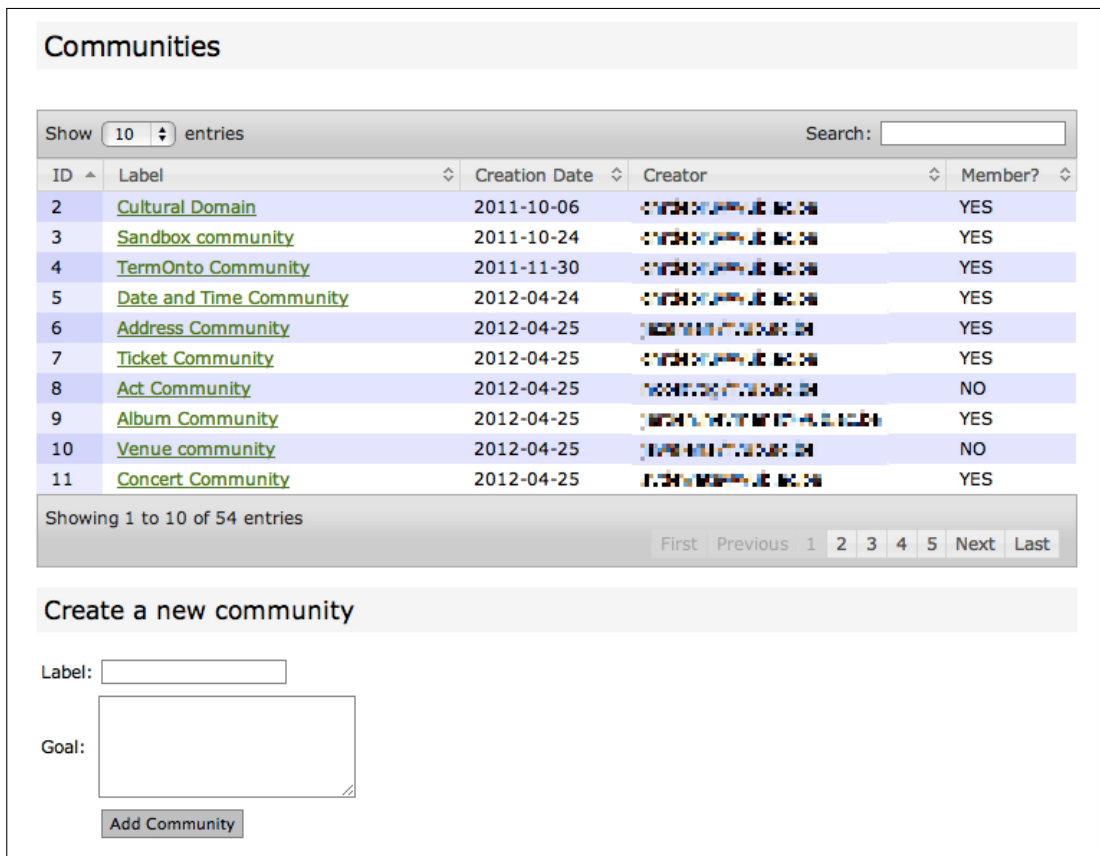 Communities
Show 10 entries Search:
ID Label Creation Date Creator Member?
2 Cultural Domain 2011-10-06 YES
3 Sandbox community 2011-10-24 YES
4 TermOnto Community 2011-11-30 YES
5 Date and Time Community 2012-04-24 YES
6 Address Community 2012-04-25 YES
7 Ticket Community 2012-04-25 YES
8 Act Community 2012-04-25 NO
9 Album Community 2012-04-25 YES
10 Venue community 2012-04-25 NO
11 Concert Community 2012-04-25 YES
Showing 1 to 10 of 54 entries
First Previous 1 2 3 4 5 Next Last
Create a new community
Label:
Goal:
Add Community